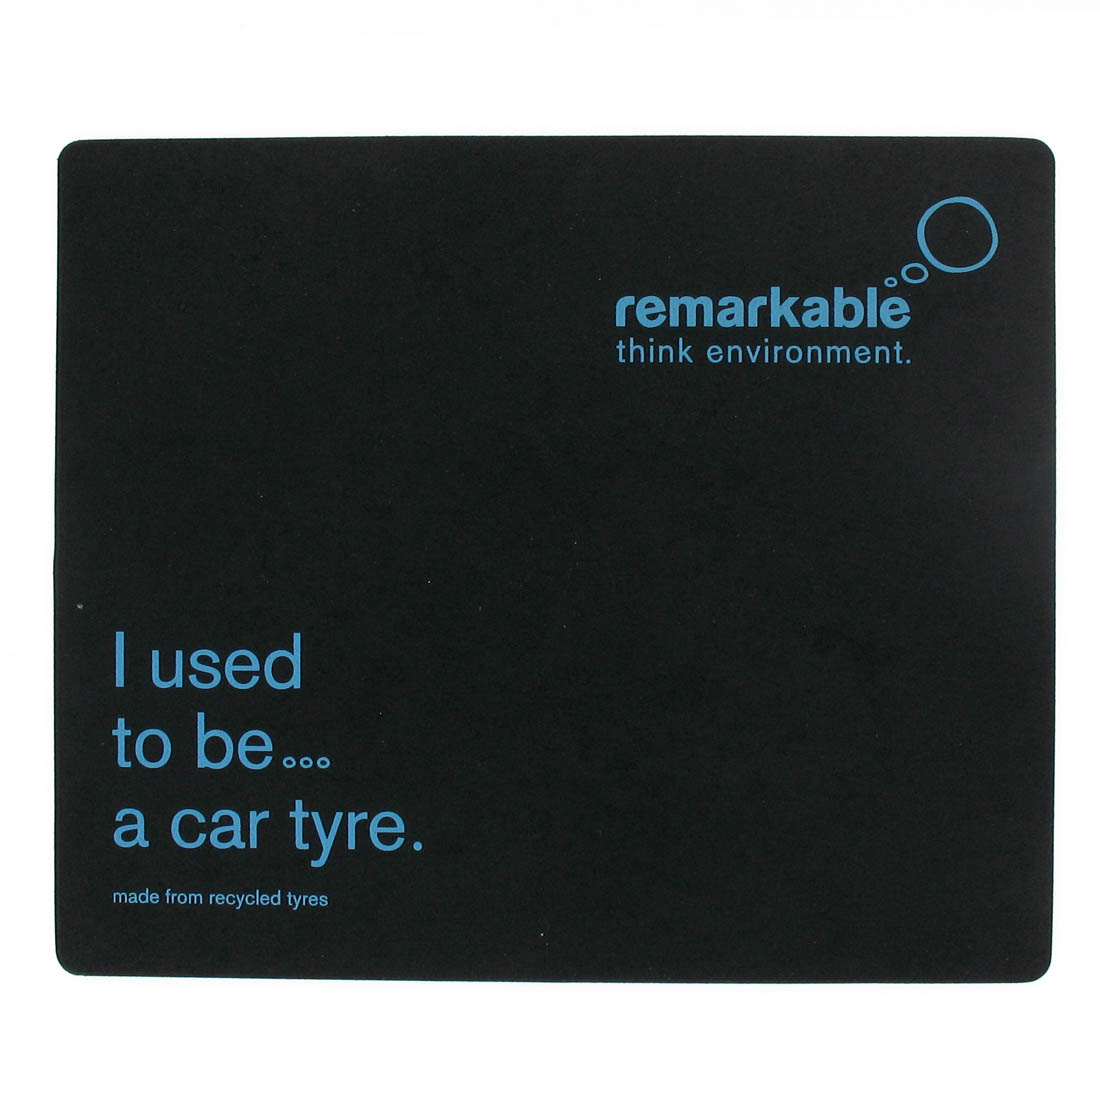 remarkable
think environment.
I used
to be...
a car tyre.
made from recycled tyres